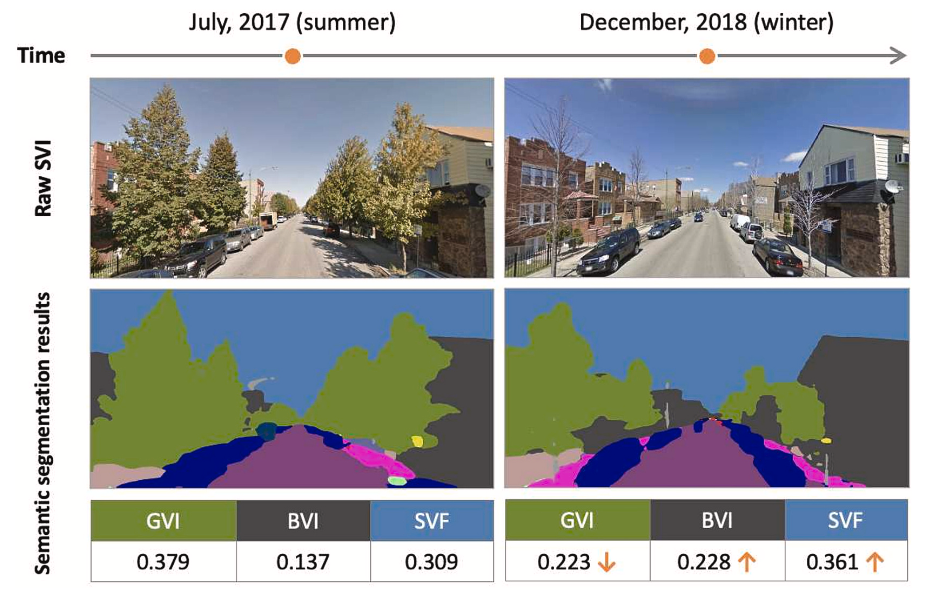 July, 2017 (summer)
December, 2018 (winter)
Time
Raw SVI
Semantic segmentation results
GVI
BVI
SVF
0.379
0.137
0.309
GVI
BVI
SVF
0.223 ↓
0.228 ↑
0.361 ↑